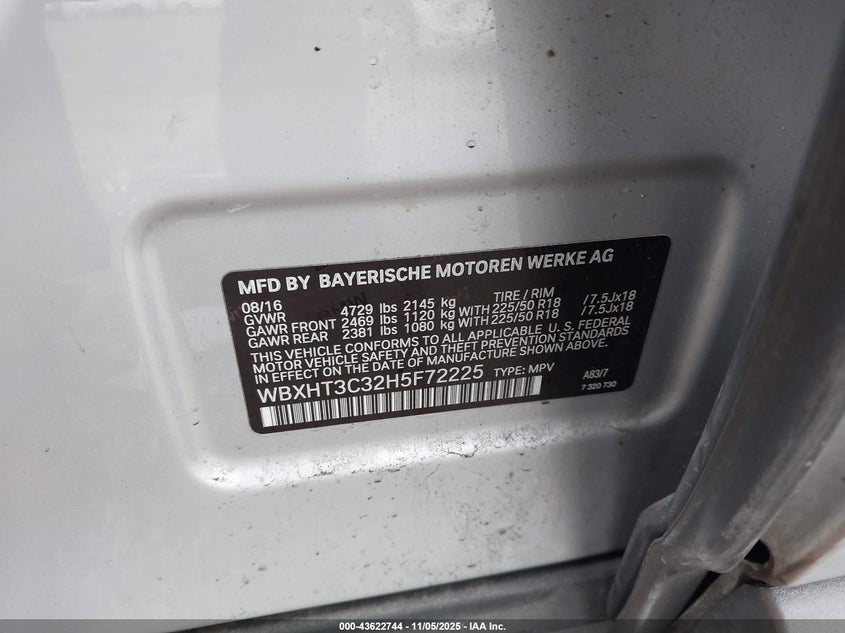 MFD BY BAYERISCHE MOTOREN WERKE AG
08/16 TIRE / RIM
GVWR 4729 lbs 2145 kg
GAWR FRONT 2469 lbs 1120 kg WITH 225/50 R18 /7.5Jx18
GAWR REAR 2381 lbs 1080 kg WITH 225/50 R18 /7.5Jx18
THIS VEHICLE CONFORMS TO ALL APPLICABLE U.S. FEDERAL
MOTOR VEHICLE SAFETY AND THEFT PREVENTION STANDARDS
IN EFFECT ON THE DATE OF MANUFACTURE SHOWN ABOVE.
WBXHT3C32H5F72225 TYPE: MPV A83/7
7 320 730
000-43622744 - 11/05/2025 - IAA Inc.